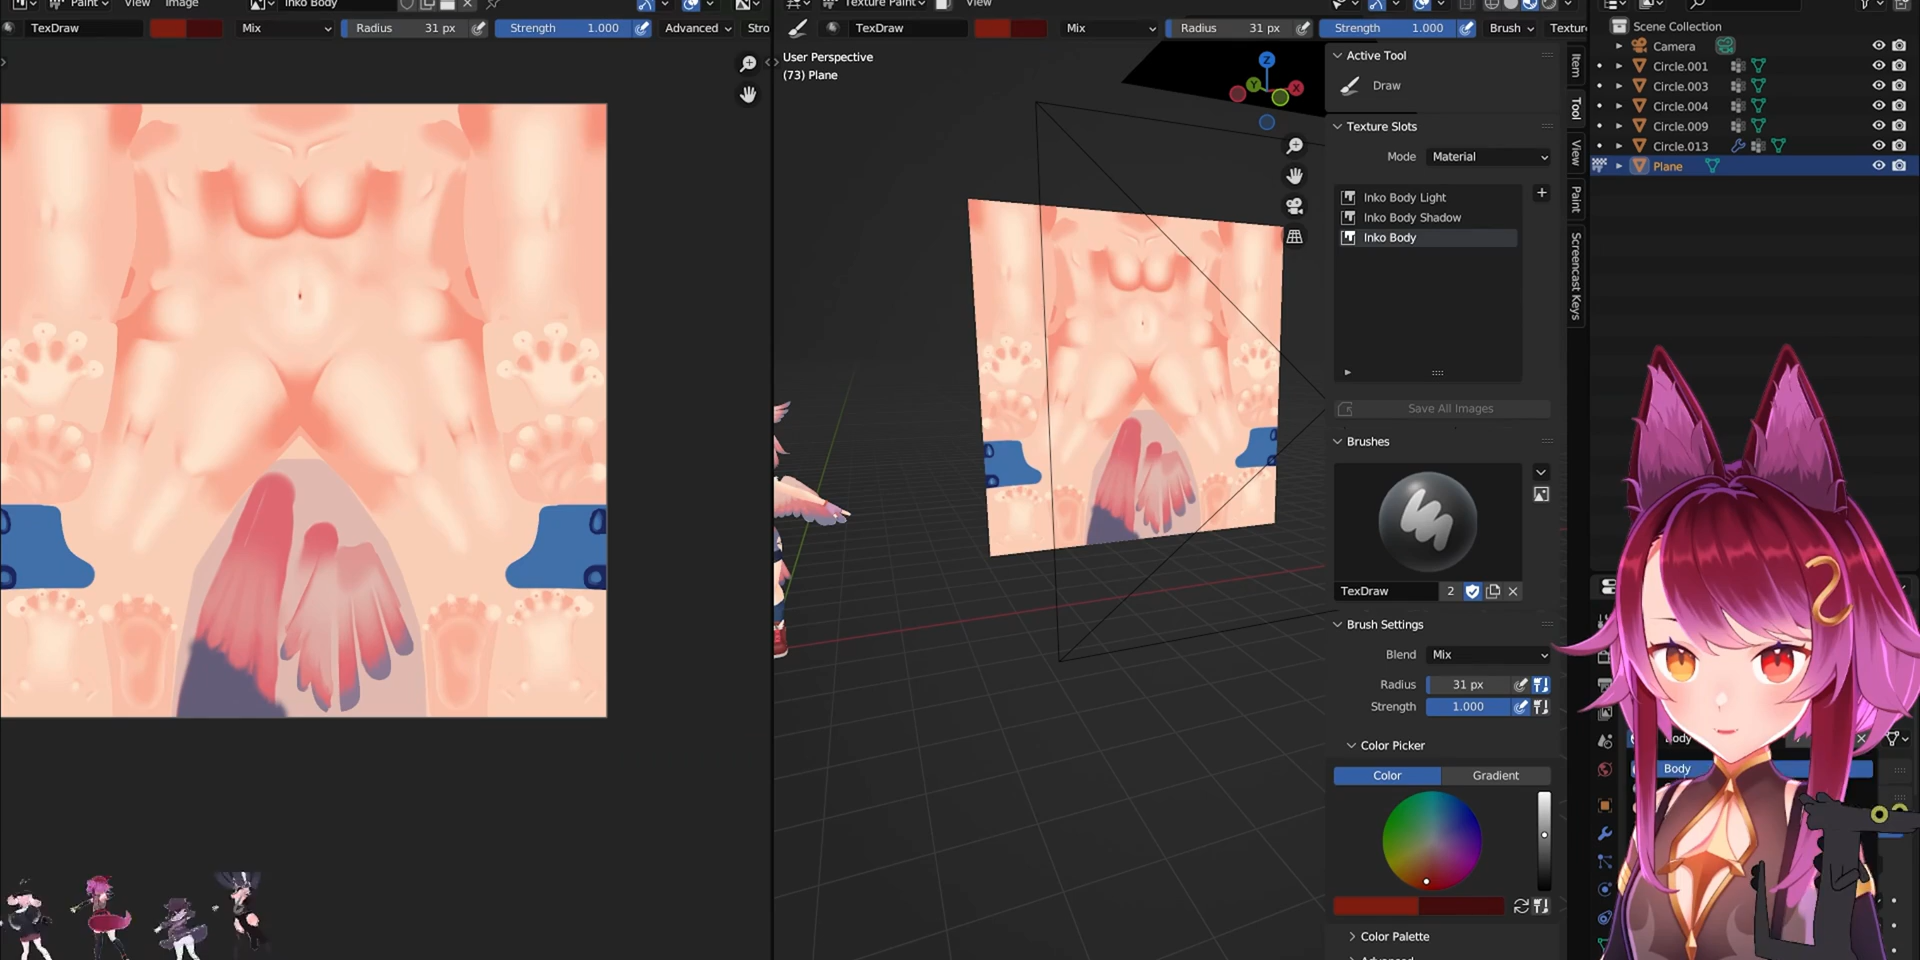 Paint View Image Inko Body
TexDraw Mix Radius 31 px Strength 1.000 Advanced Stro
Texture Paint View
TexDraw Mix Radius 31 px Strength 1.000 Brush Textur
User Perspective
(73) Plane
Z
Y
X
Active Tool
Draw
Texture Slots
Mode Material
Inko Body Light
Inko Body Shadow
Inko Body
Save All Images
Brushes
TexDraw 2
Brush Settings
Blend Mix
Radius 31 px
Strength 1.000
Color Picker
Color Gradient
Color Palette
Advanced
Item
Tool
View
Paint
Screencast Keys
Scene Collection
Camera
Circle.001
Circle.003
Circle.004
Circle.009
Circle.013
Plane
Body
Body